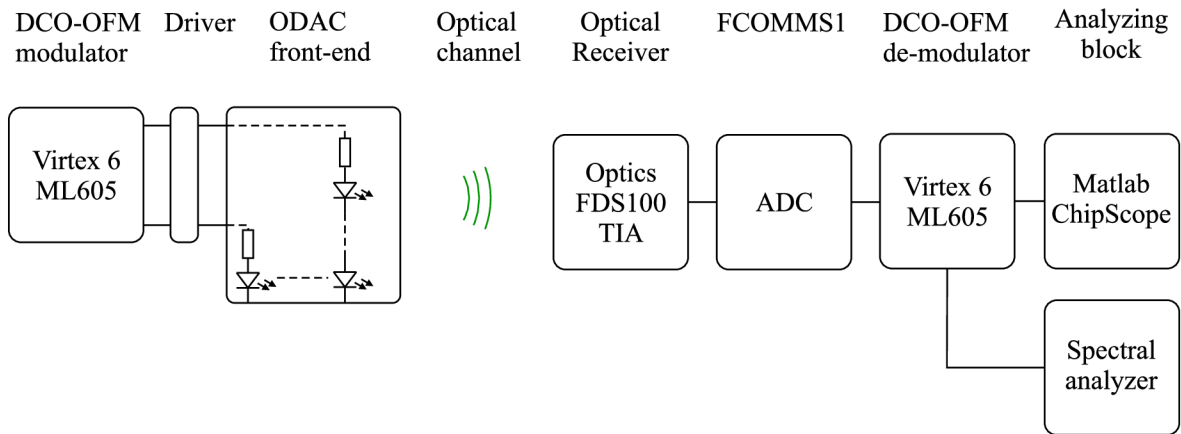 DCO-OFM
modulator
Driver
ODAC
front-end
Optical
channel
Optical
Receiver
FCOMMS1
DCO-OFM
de-modulator
Analyzing
block
Virtex 6
ML605
Optics
FDS100
TIA
ADC
Virtex 6
ML605
Matlab
ChipScope
Spectral
analyzer